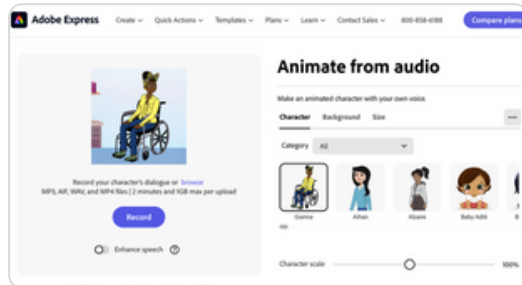 Adobe Express
Create
Quick Actions
Templates
Plans
Learn
Contact Sales
800-858-6188
Compare plans
Animate from audio
Make an animated character with your own voice.
Character
Background
Size
Category
All
Record your character's dialogue or browse
MP3, AIF, WAV, and MP4 files | 2 minutes and 1GB max per upload
Record
Enhance speech
Gianna
Baby Aditi
Character scale
100%